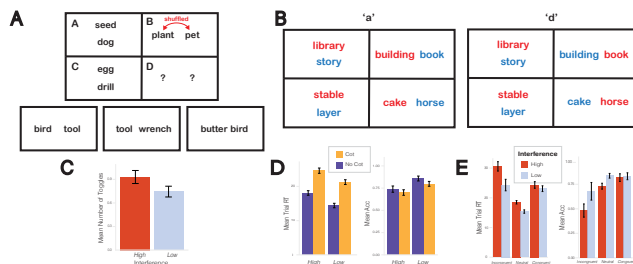 A
A
seed
dog
B
shuffled
plant pet
C
egg
drill
D
? ?
bird tool
tool wrench
butter bird
B
'a'
library
story
building book
stable
layer
cake horse
'd'
library
story
building book
stable
layer
cake horse
C
Mean Number of Toggles
High Low
Interference
D
Cot
No Cot
Mean Trial RT
High Low
Mean Acc
High Low
E
Interference
High
Low
Mean Trial RT
Incongruent Neutral Congruent
Mean Acc
Incongruent Neutral Congruent